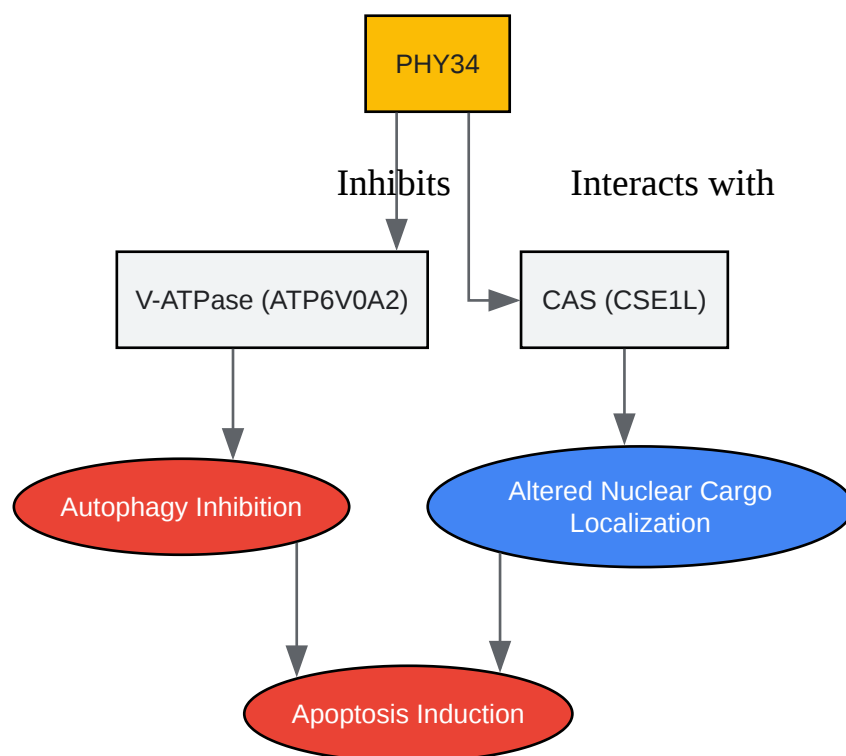 PHY34
Inhibits
Interacts with
V-ATPase (ATP6V0A2)
CAS (CSE1L)
Autophagy Inhibition
Altered Nuclear Cargo
Localization
Apoptosis Induction